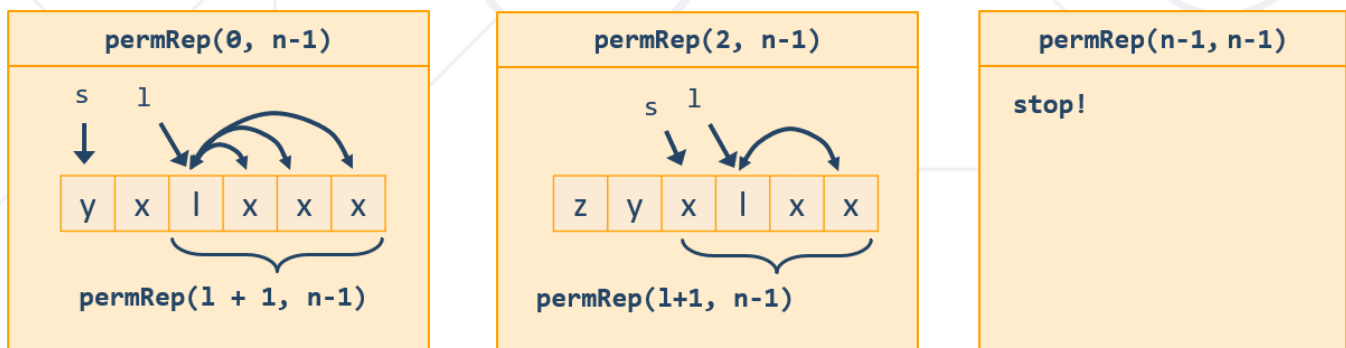 permRep(0, n-1)
s l
y x l x x x
permRep(l + 1, n-1)
permRep(2, n-1)
s l
z y x l x x
permRep(l+1, n-1)
permRep(n-1, n-1)
stop!